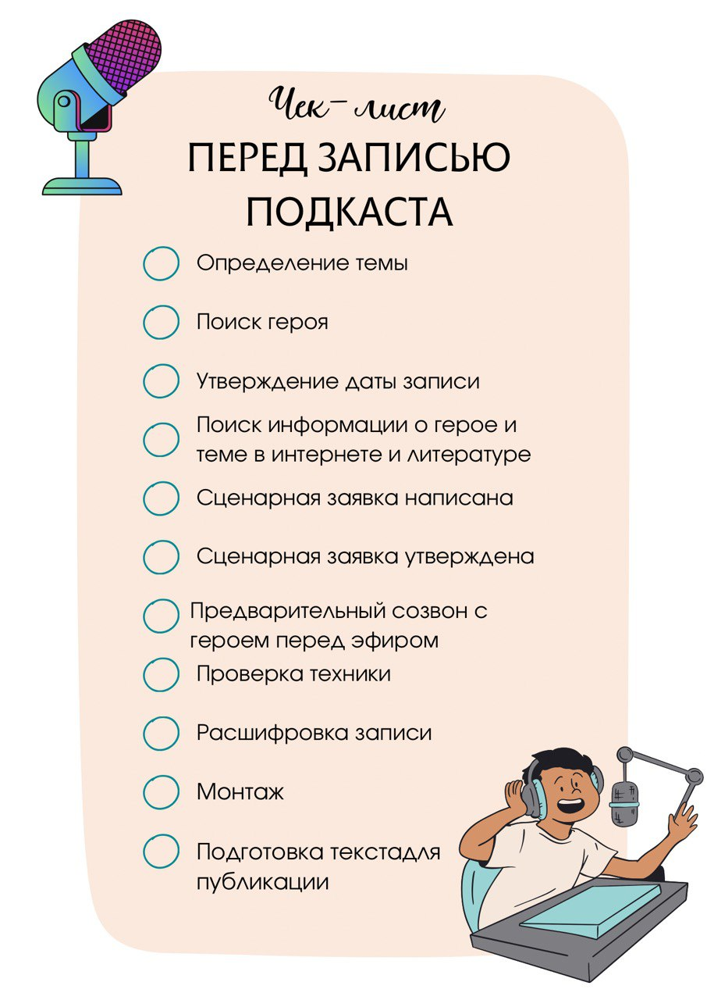 Чек-лист
ПЕРЕД ЗАПИСЬЮ
ПОДКАСТА
Определение темы
Поиск героя
Утверждение даты записи
Поиск информации о герое и
теме в интернете и литературе
Сценарная заявка написана
Сценарная заявка утверждена
Предварительный созвон с
героем перед эфиром
Проверка техники
Расшифровка записи
Монтаж
Подготовка текстадля
публикации